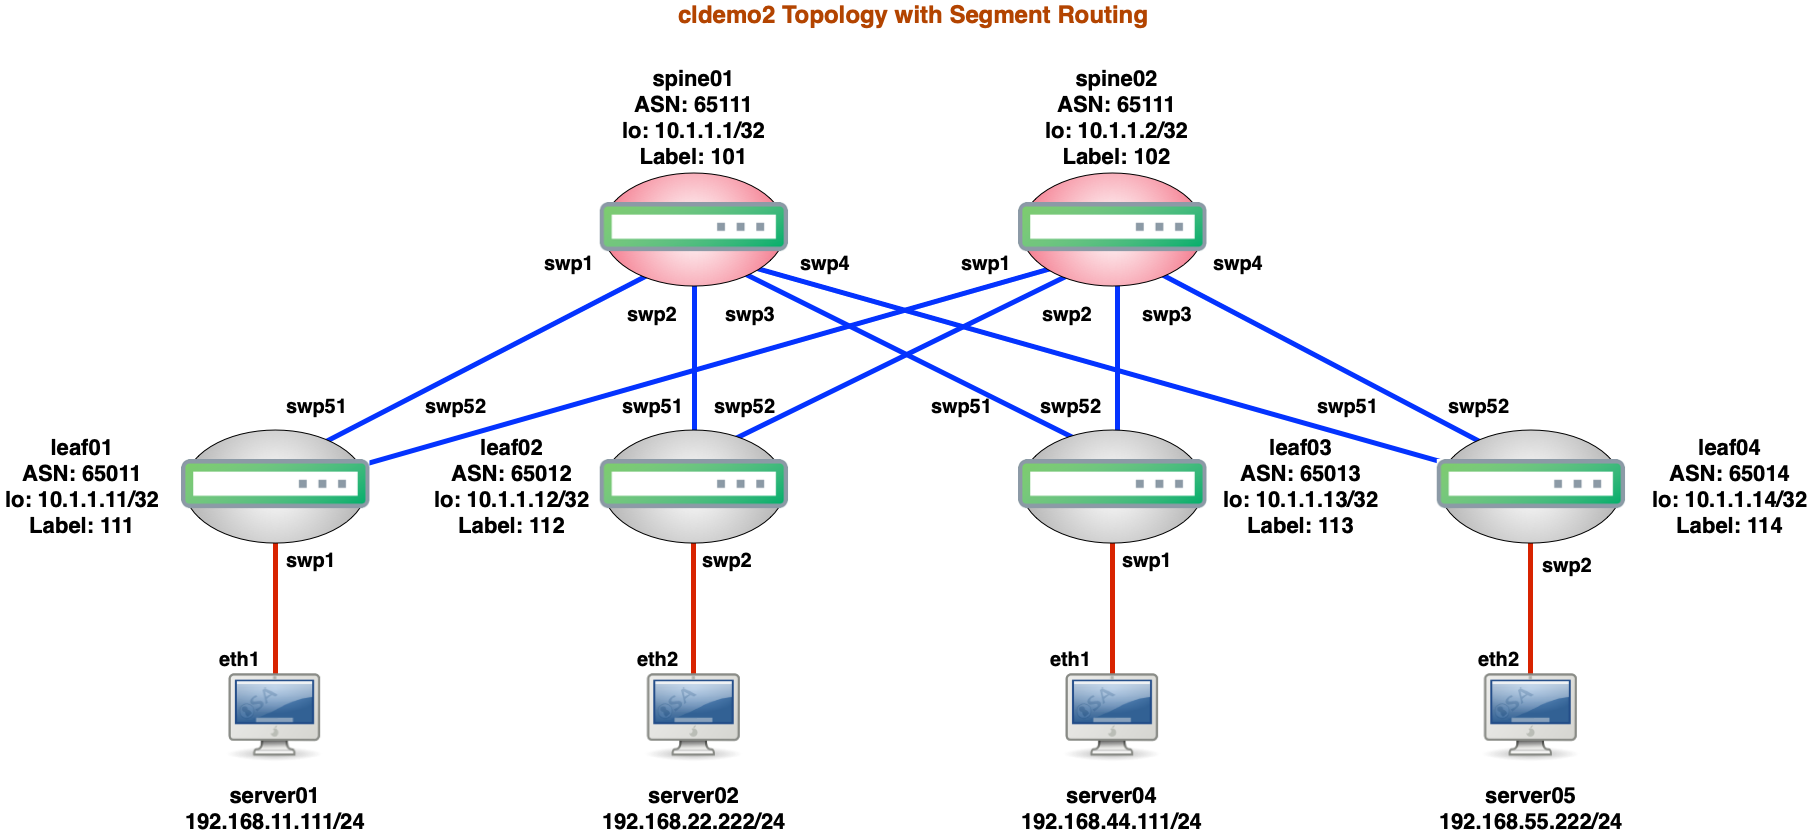 cldemo2 Topology with Segment Routing
spine01
ASN: 65111
lo: 10.1.1.1/32
Label: 101
spine02
ASN: 65111
lo: 10.1.1.2/32
Label: 102
swp1
swp4
swp1
swp4
swp2
swp3
swp2
swp3
swp51
swp52
swp51
swp52
swp51
swp52
swp51
swp52
leaf01
ASN: 65011
lo: 10.1.1.11/32
Label: 111
leaf02
ASN: 65012
lo: 10.1.1.12/32
Label: 112
leaf03
ASN: 65013
lo: 10.1.1.13/32
Label: 113
leaf04
ASN: 65014
lo: 10.1.1.14/32
Label: 114
swp1
swp2
swp1
swp2
eth1
eth2
eth1
eth2
server01
192.168.11.111/24
server02
192.168.22.222/24
server04
192.168.44.111/24
server05
192.168.55.222/24